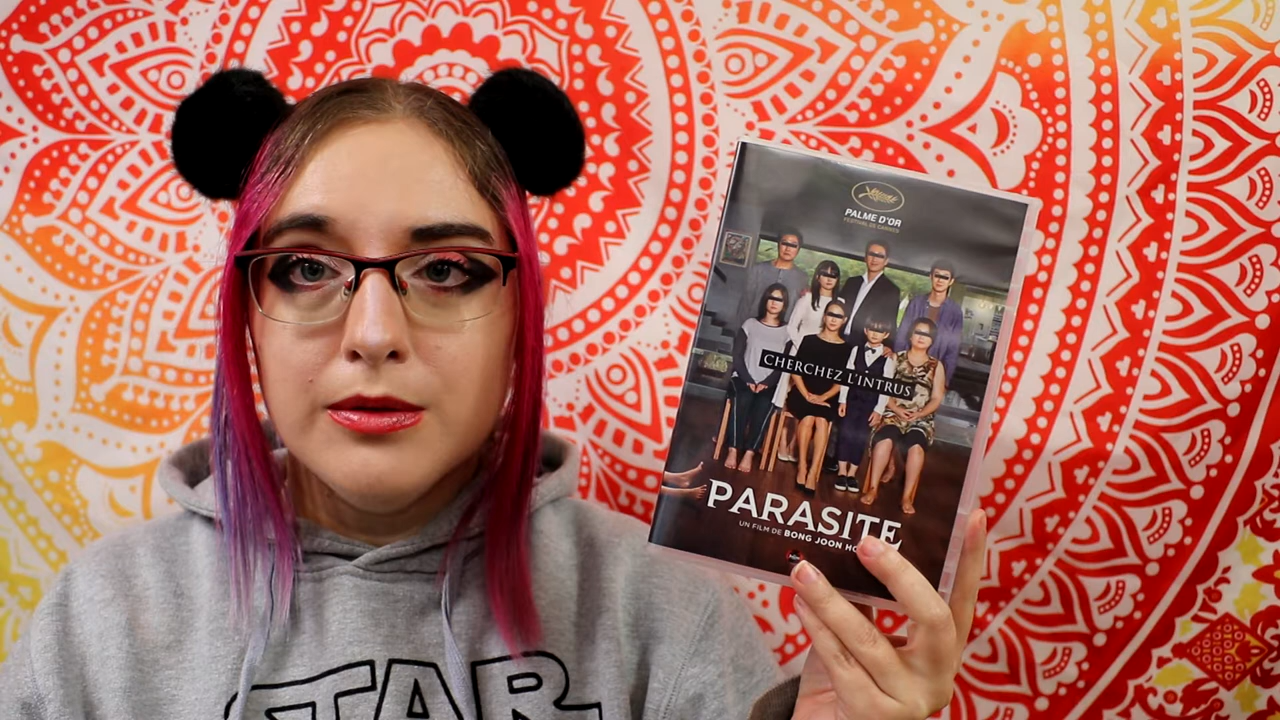 PALME D'OR
FESTIVAL DE CANNES
CHERCHEZ L'INTRUS
PARASITE
UN FILM DE BONG JOON HO
STAR